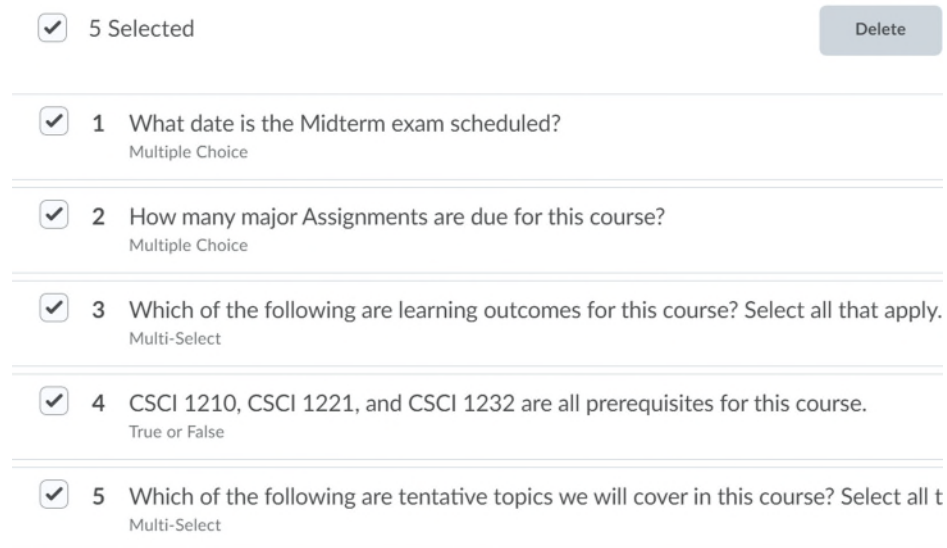 5 Selected
Delete
1 What date is the Midterm exam scheduled?
Multiple Choice
2 How many major Assignments are due for this course?
Multiple Choice
3 Which of the following are learning outcomes for this course? Select all that apply.
Multi-Select
4 CSCI 1210, CSCI 1221, and CSCI 1232 are all prerequisites for this course.
True or False
5 Which of the following are tentative topics we will cover in this course? Select all t
Multi-Select